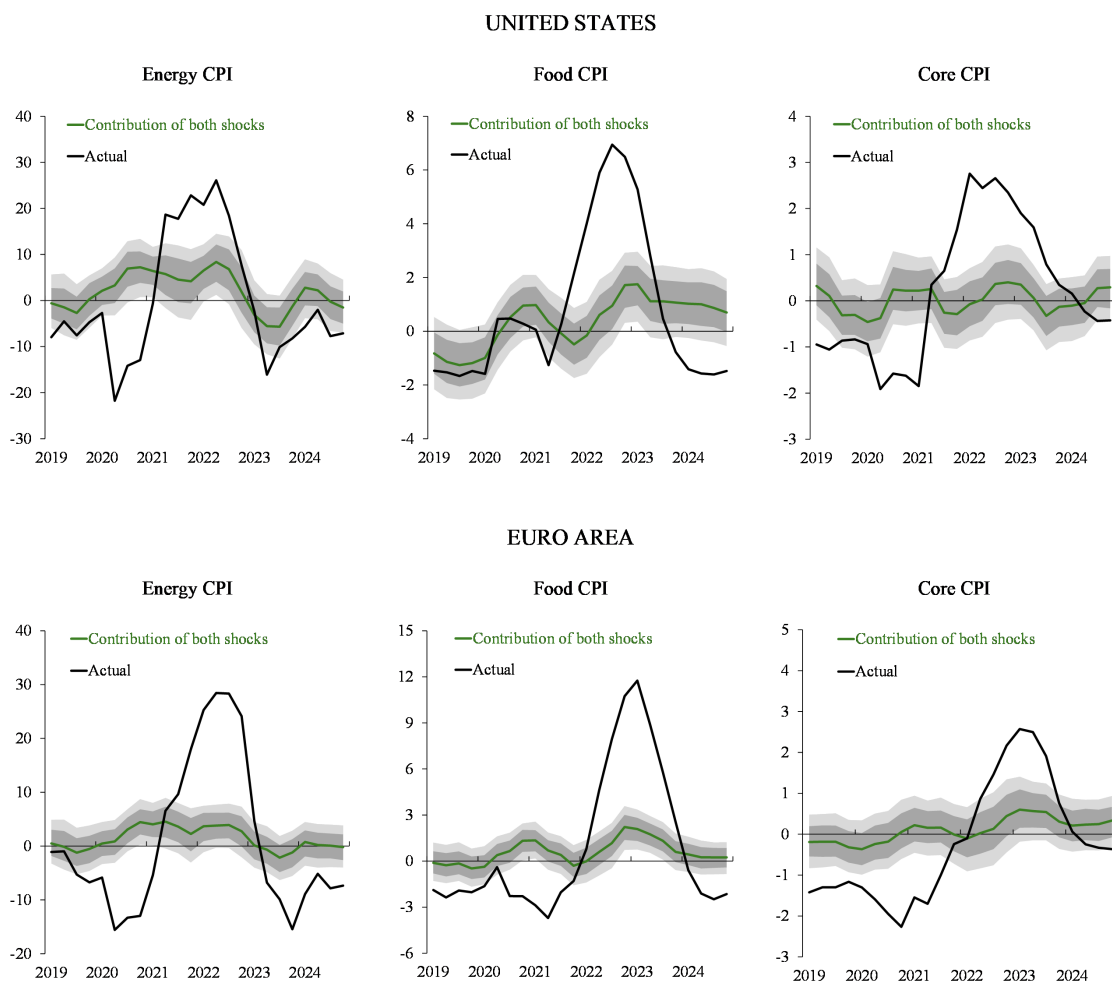 UNITED STATES
Energy CPI
Food CPI
Core CPI
40
30
20
10
0
-10
-20
-30
Contribution of both shocks
Actual
2019 2020 2021 2022 2023 2024
8
6
4
2
0
-2
-4
Contribution of both shocks
Actual
2019 2020 2021 2022 2023 2024
4
3
2
1
0
-1
-2
-3
Contribution of both shocks
Actual
2019 2020 2021 2022 2023 2024
EURO AREA
Energy CPI
Food CPI
Core CPI
40
30
20
10
0
-10
-20
Contribution of both shocks
Actual
2019 2020 2021 2022 2023 2024
15
12
9
6
3
0
-3
-6
Contribution of both shocks
Actual
2019 2020 2021 2022 2023 2024
5
4
3
2
1
0
-1
-2
-3
Contribution of both shocks
Actual
2019 2020 2021 2022 2023 2024